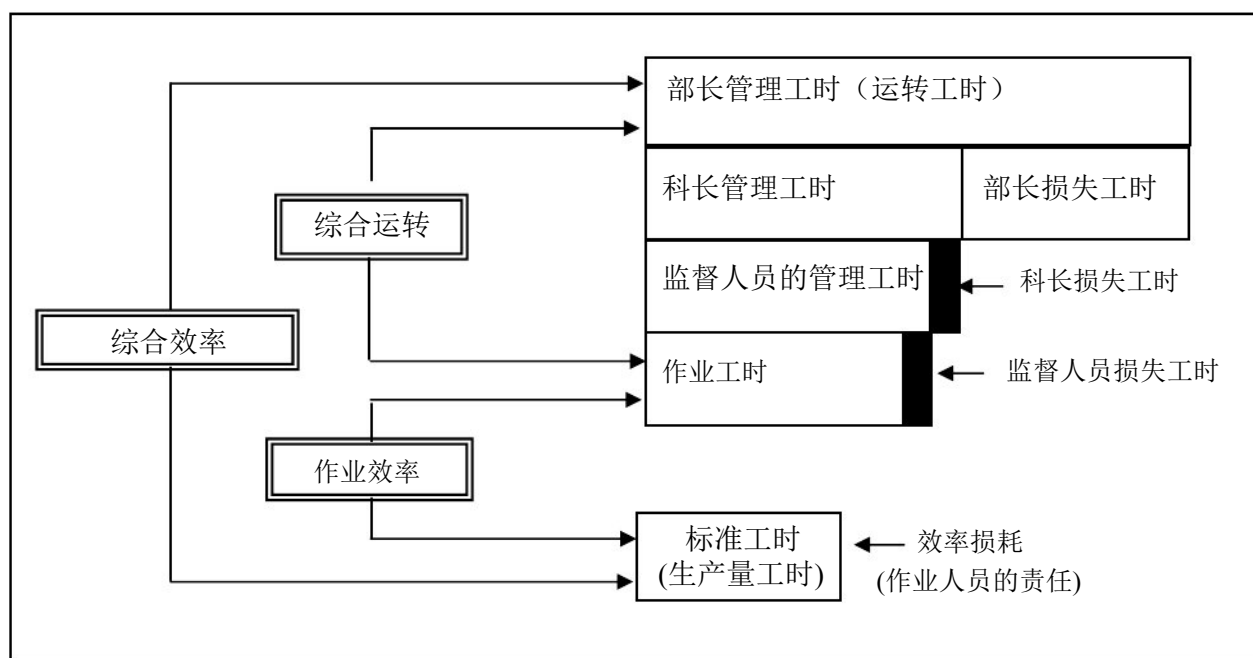 部长管理工时（运转工时）
科长管理工时
部长损失工时
综合运转
监督人员的管理工时
科长损失工时
综合效率
作业工时
监督人员损失工时
作业效率
标准工时
(生产量工时)
效率损耗
(作业人员的责任)